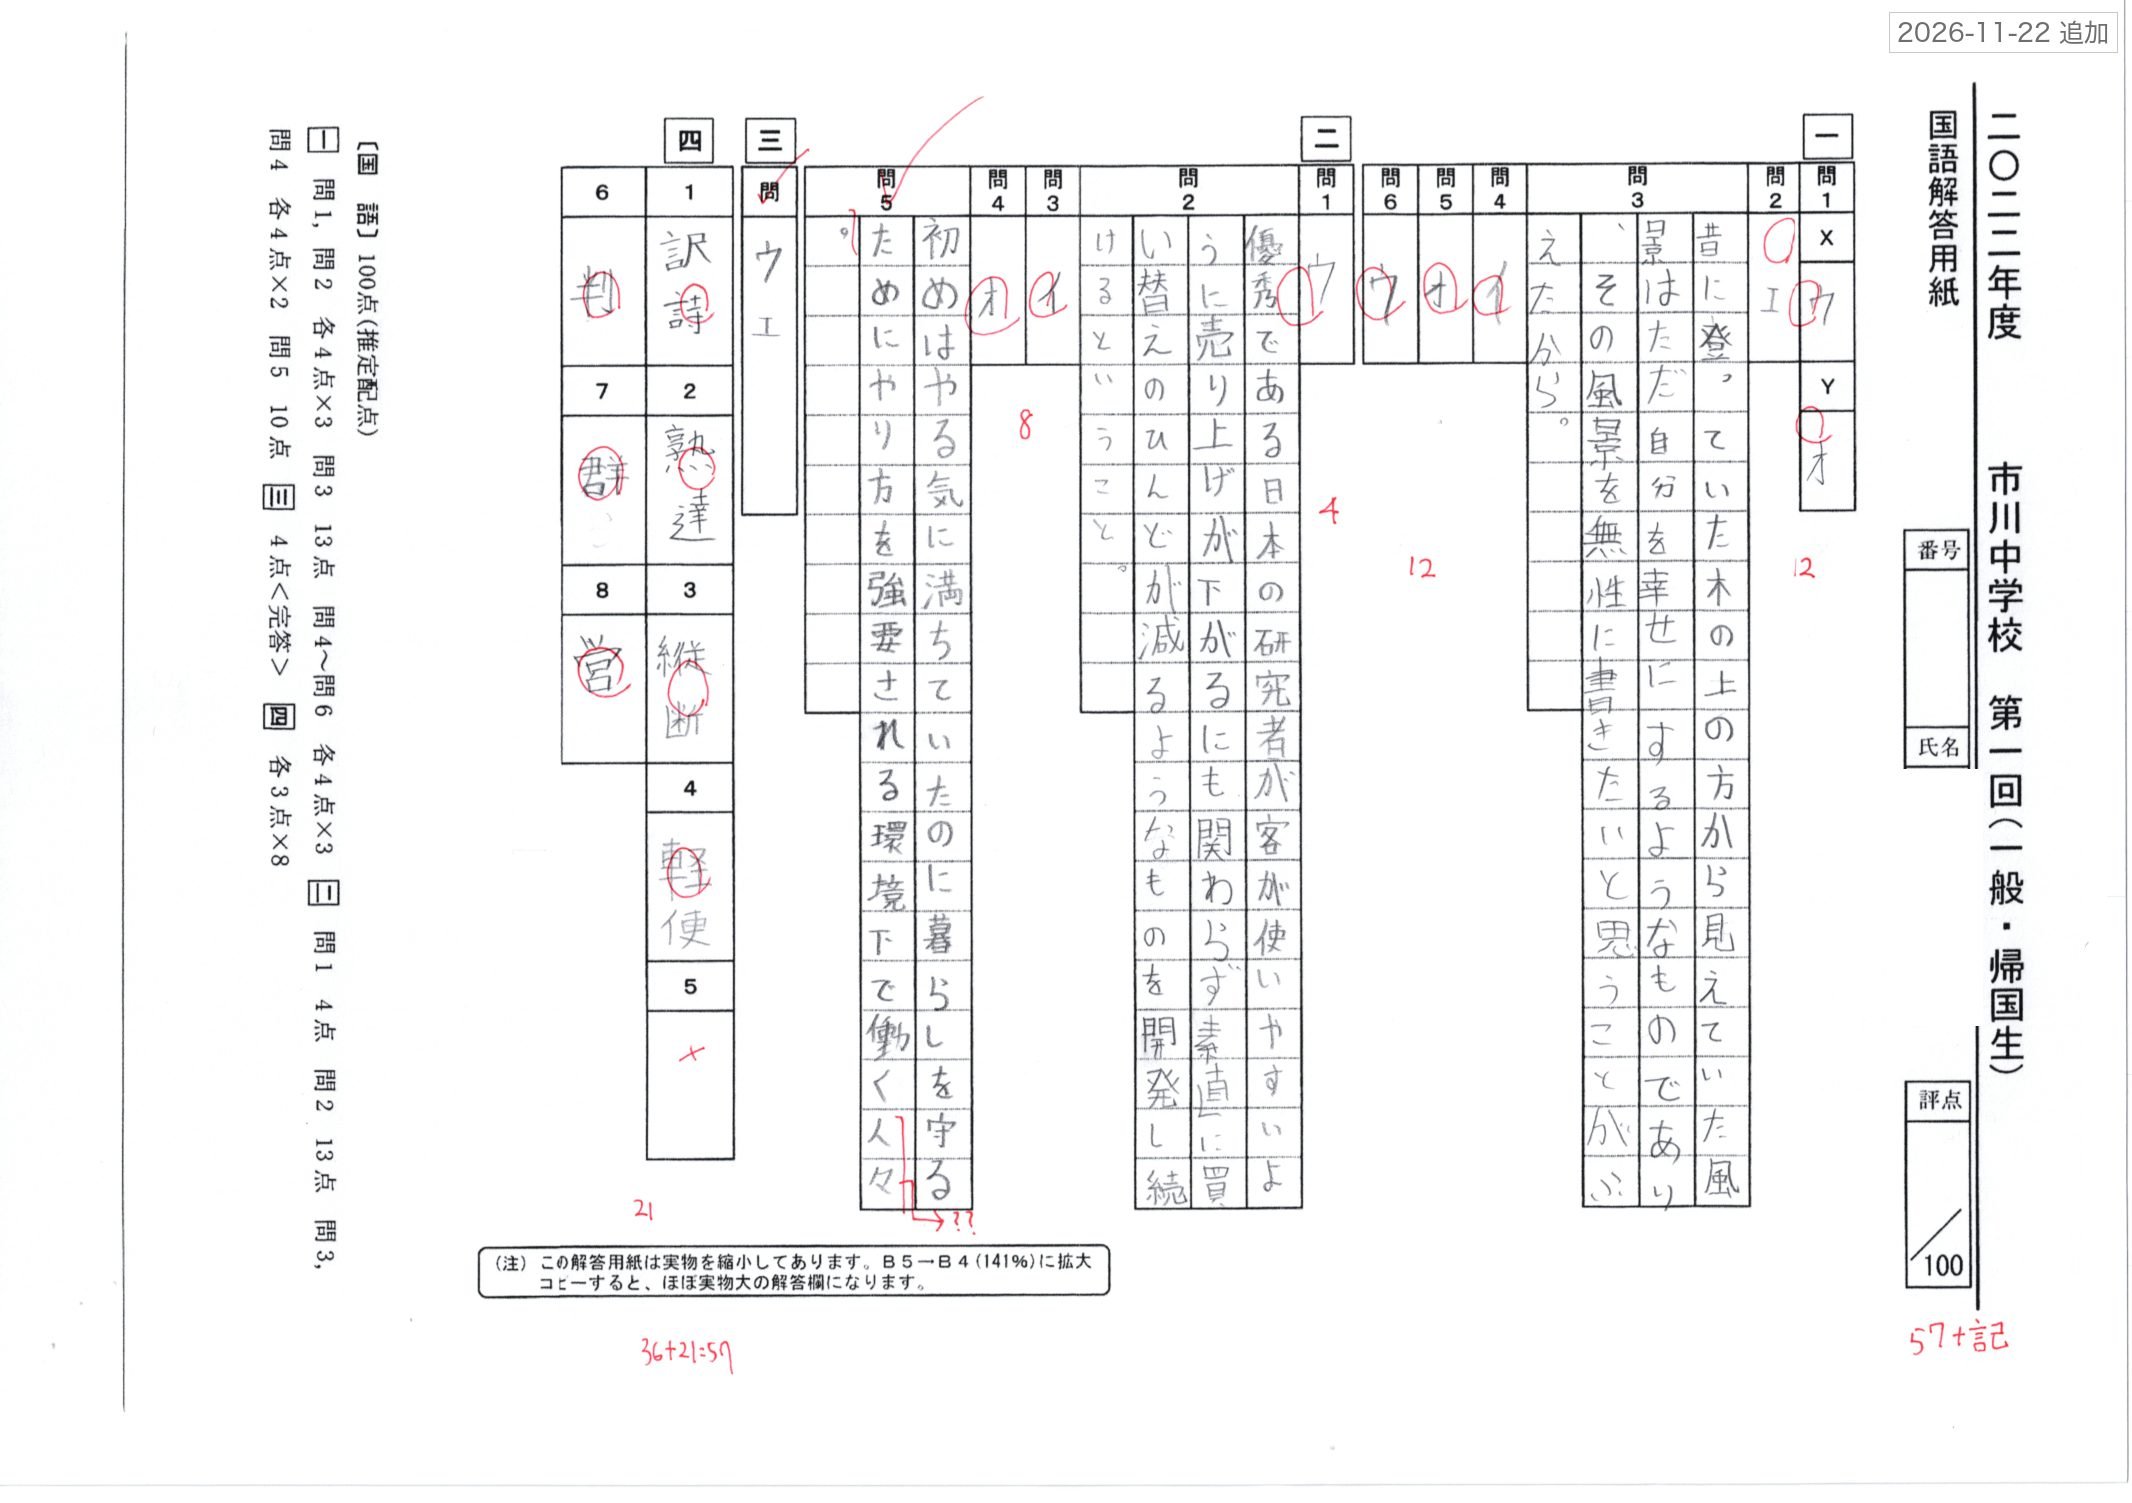 2026-11-22 追加
二〇二二年度　市川中学校　第一回（一般・帰国生）
国語解答用紙
番号
氏名
評点
／100
57+記
一
問1
X
ウ
Y
オ
問2
エ
12
問3
昔に登っていた木の上の方から見えていた風
景はただ自分を幸せにするようなものであり
、その風景を無性に書きたいと思うことがふ
えたから。
問4
イ
問5
オ
問6
ウ
12
二
問1
ウ
4
問2
優秀である日本の研究者が客が使いやすいよ
うに売り上げが下がるにも関わらず素直に買
い替えのひんどが減るようなものを開発し続
けるということ。
問3
イ
問4
オ
8
問5
初めはやる気に満ちていたのに暮らしを守る
ためにやり方を強要される環境下で働く人々
。
→??
三
問
ウエ
四
1
訳詩
2
熟達
3
縦断
4
軽便
5
×
6
判
7
群
8
営
21
（注）この解答用紙は実物を縮小してあります。Ｂ５→Ｂ４（141％）に拡大
コピーすると、ほぼ実物大の解答欄になります。
36+21=57
〔国　語〕100点（推定配点）
一　問1，問2　各4点×3　問3　13点　問4～問6　各4点×3　二　問1　4点　問2　13点　問3，
問4　各4点×2　問5　10点　三　4点＜完答＞　四　各3点×8